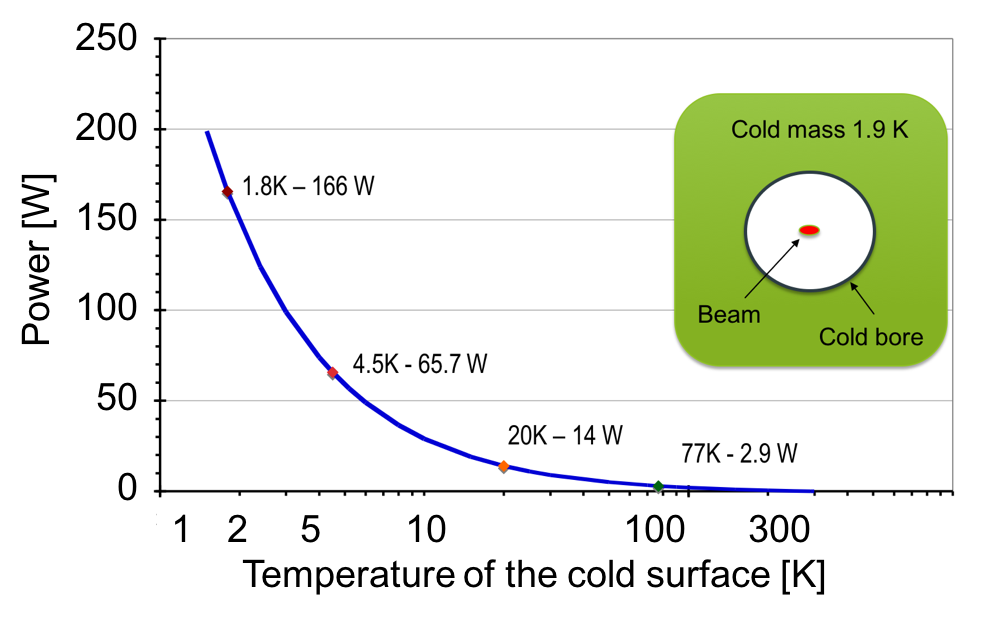 250
200
150
100
50
0
Power [W]
1.8K – 166 W
4.5K - 65.7 W
20K – 14 W
77K - 2.9 W
Cold mass 1.9 K
Beam
Cold bore
1 2 5 10 100 300
Temperature of the cold surface [K]